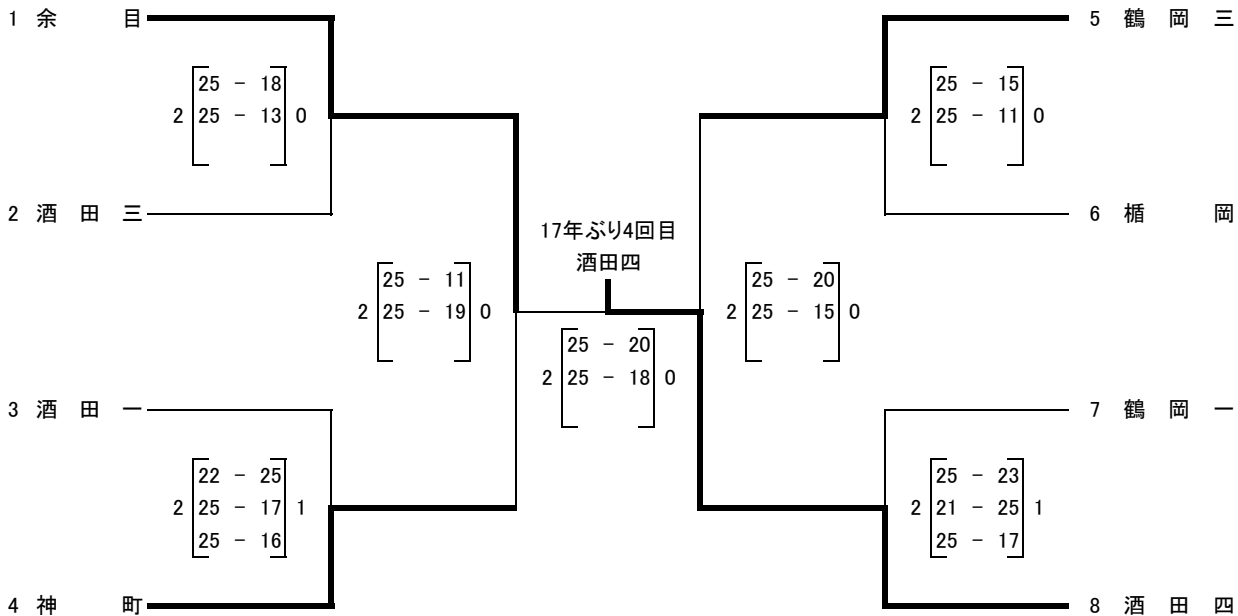 1 余 目
5 鶴 岡 三
25 - 18
2 25 - 13 0
25 - 15
2 25 - 11 0
2 酒 田 三
6 楯 岡
17年ぶり4回目
酒田四
25 - 11
2 25 - 19 0
25 - 20
2 25 - 15 0
25 - 20
2 25 - 18 0
3 酒 田 一
7 鶴 岡 一
22 - 25
2 25 - 17 1
25 - 16
25 - 23
2 21 - 25 1
25 - 17
4 神 町
8 酒 田 四